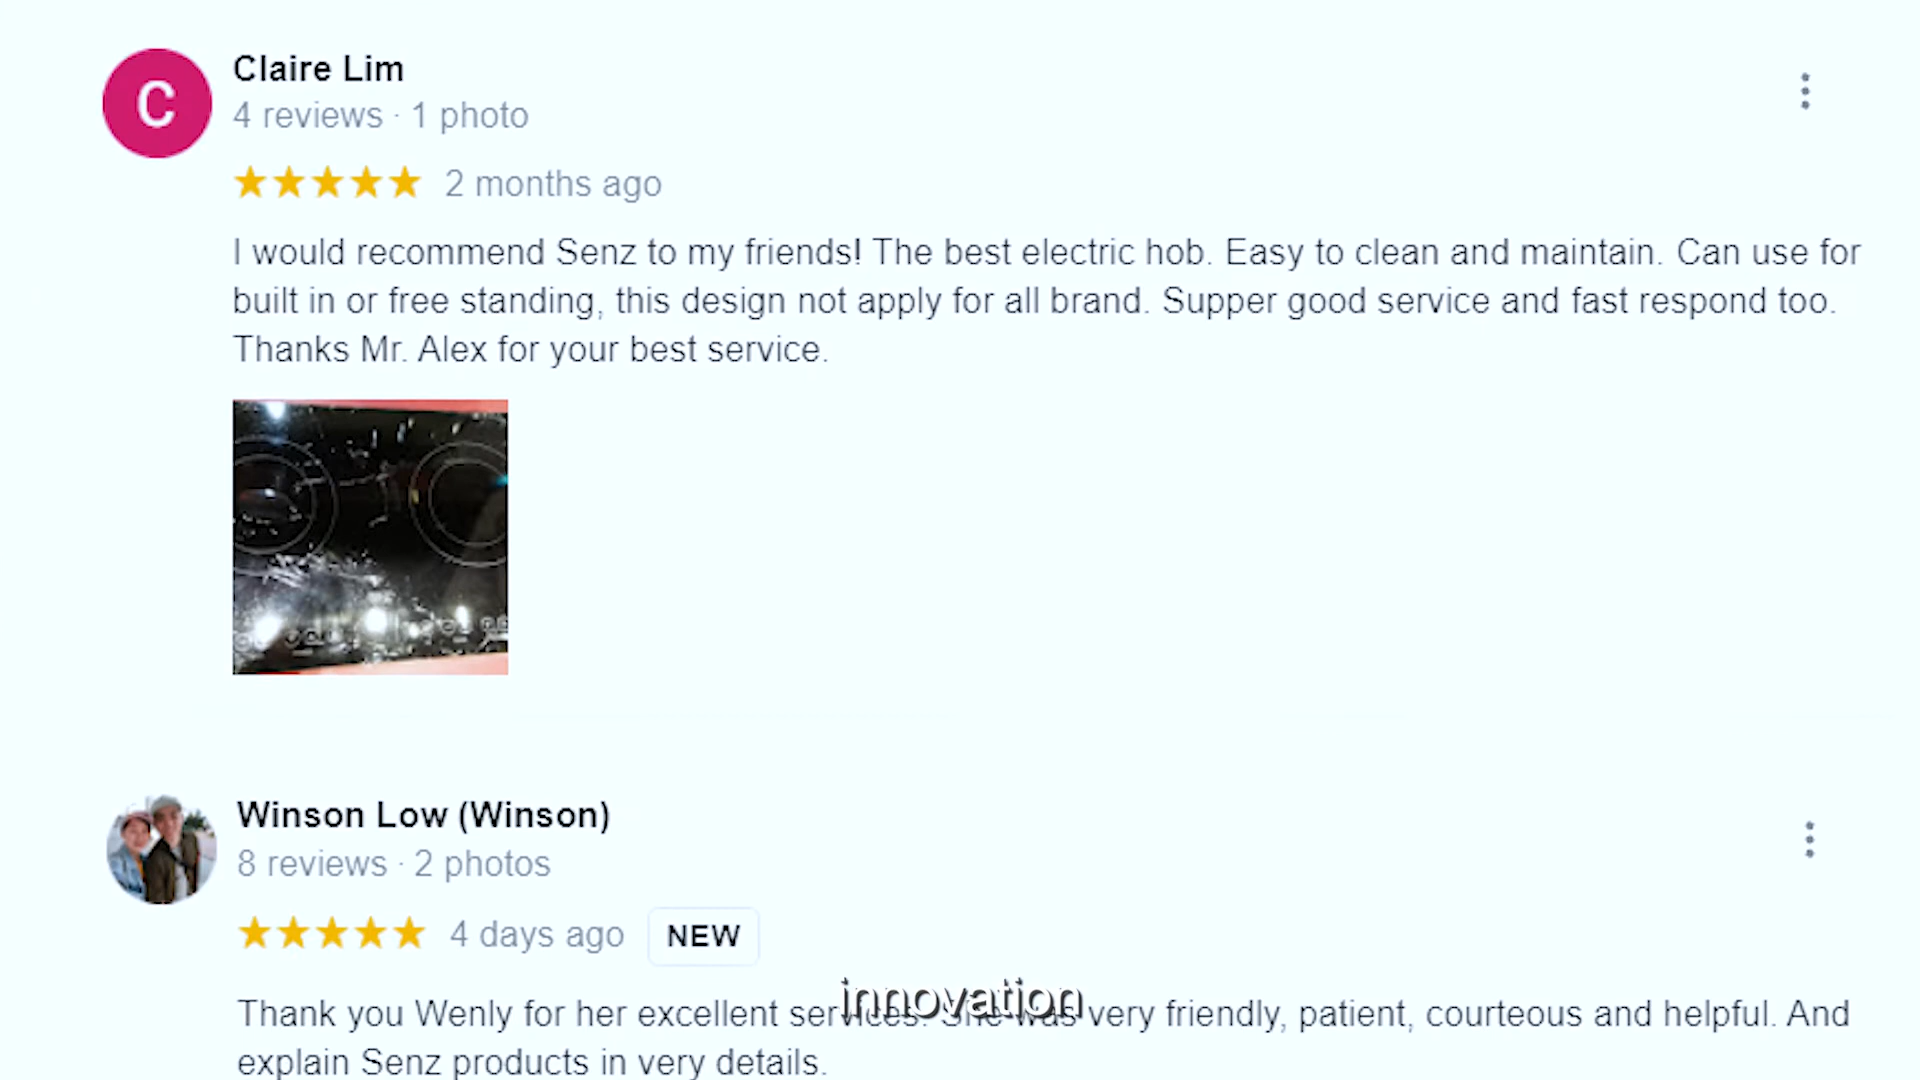 C
Claire Lim
4 reviews · 1 photo
2 months ago
I would recommend Senz to my friends! The best electric hob. Easy to clean and maintain. Can use for
built in or free standing, this design not apply for all brand. Supper good service and fast respond too.
Thanks Mr. Alex for your best service.
Winson Low (Winson)
8 reviews · 2 photos
4 days ago NEW
Thank you Wenly for her excellent services. She was very friendly, patient, courteous and helpful. And
innovation
explain Senz products in very details.